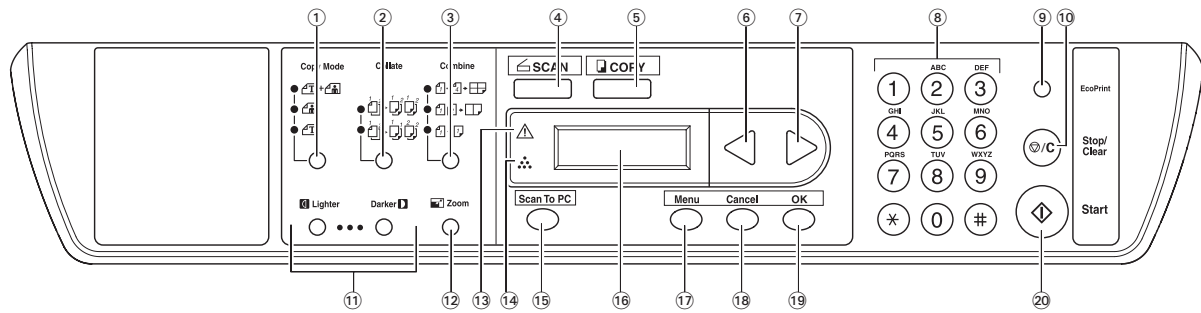 ① ② ③ ④ ⑤ ⑥ ⑦ ⑧ ⑨ ⑩
Copy Mode Collate Combine
SCAN COPY
EcoPrint
1 ABC 2 DEF 3
GHI 4 JKL 5 MNO 6
PQRS 7 TUV 8 WXYZ 9
* 0 #
/C
Stop/
Clear
Start
⑬
⑭
Lighter Darker Zoom
Scan To PC Menu Cancel OK
⑪ ⑫ ⑮ ⑯ ⑰ ⑱ ⑲ ⑳